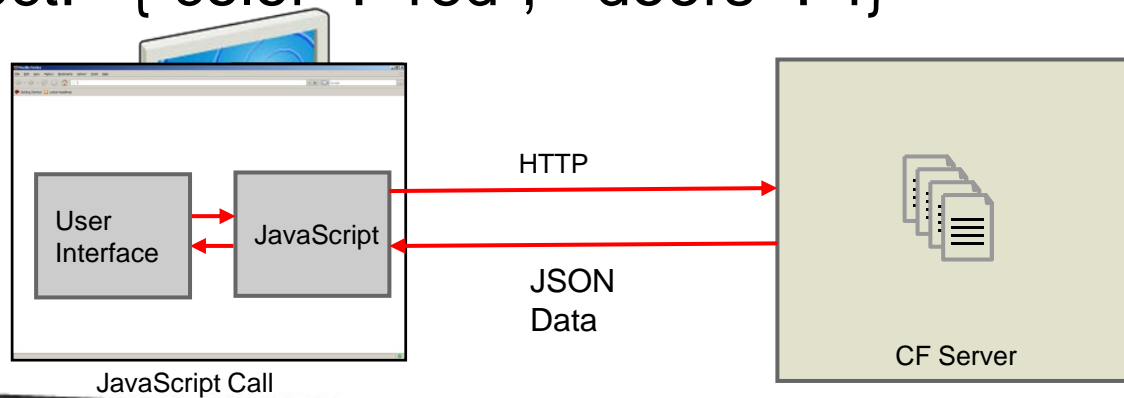 HTTP
User
Interface
JavaScript
JSON
Data
CF Server
JavaScript Call